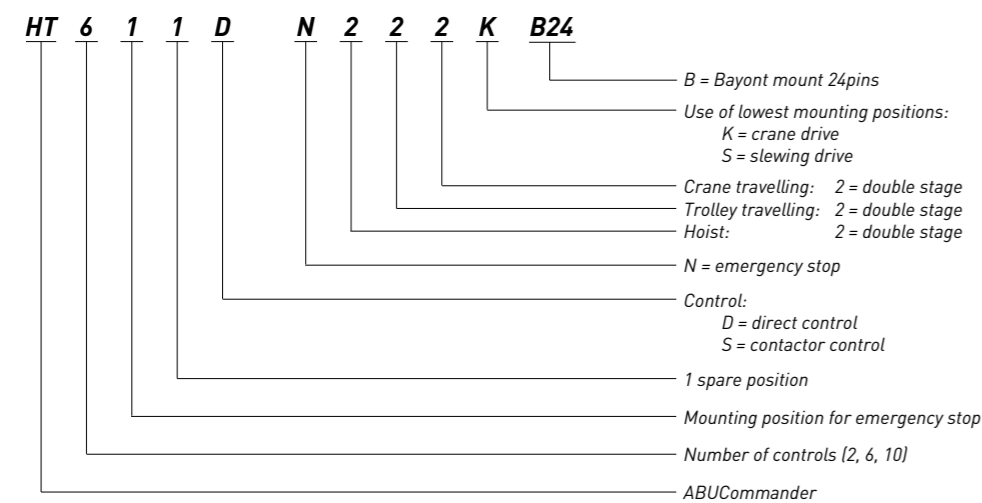 HT 6 1 1 D N 2 2 2 K B24
B = Bayont mount 24pins
Use of lowest mounting positions:
K = crane drive
S = slewing drive
Crane travelling: 2 = double stage
Trolley travelling: 2 = double stage
Hoist: 2 = double stage
N = emergency stop
Control:
D = direct control
S = contactor control
1 spare position
Mounting position for emergency stop
Number of controls (2, 6, 10)
ABUCommander